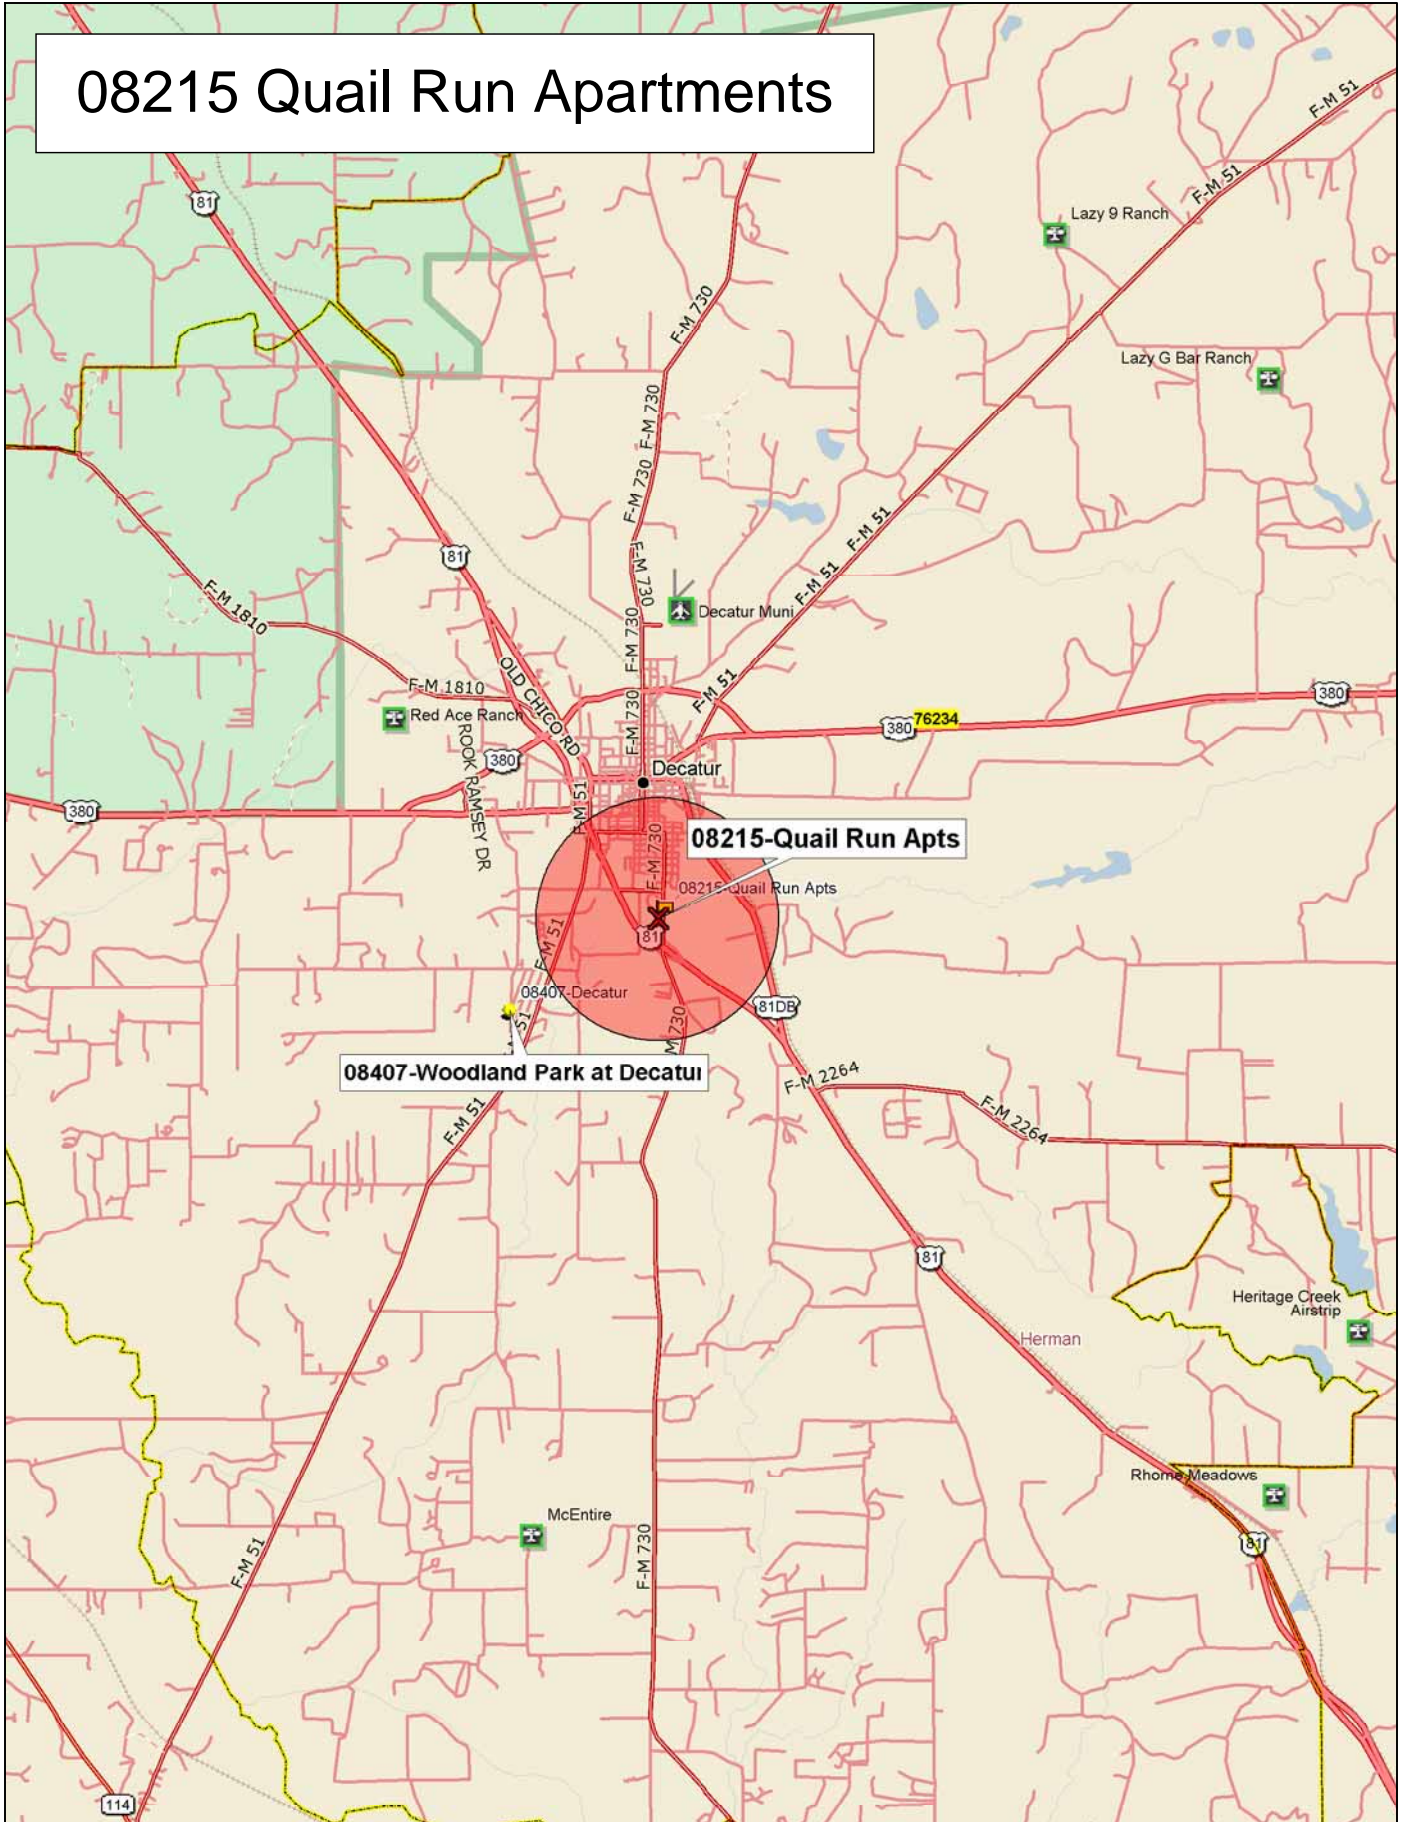 08215 Quail Run Apartments
F-M 51
F-M 51
81
Lazy 9 Ranch
F-M 730
Lazy G Bar Ranch
F-M 730
F-M 730
F-M 51
81
F-M 730
F-M 51
F-M 1810
Decatur Muni
F-M 730
OLD CHICO RD
F-M 1810
F-M 51
380
Red Ace Ranch
F-M 730
380
76234
ROOK RAMSEY DR
380
Decatur
380
F-M 51
08215-Quail Run Apts
F-M 730
08215-Quail Run Apts
81
F-M 51
08407-Decatur
81DB
51
M 730
08407-Woodland Park at Decatur
F-M 2264
F-M 51
F-M 2264
81
Heritage Creek
Airstrip
Herman
Rhome Meadows
McEntire
81
F-M 51
F-M 730
114